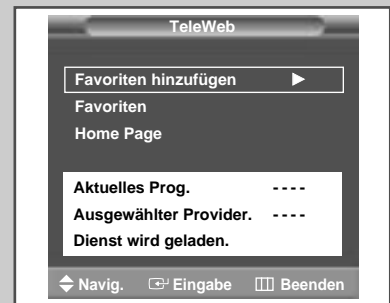 TeleWeb
Favoriten hinzufügen ►
Favoriten
Home Page
Aktuelles Prog. - - - -
Ausgewählter Provider. - - - -
Dienst wird geladen.
Navig. Eingabe Beenden